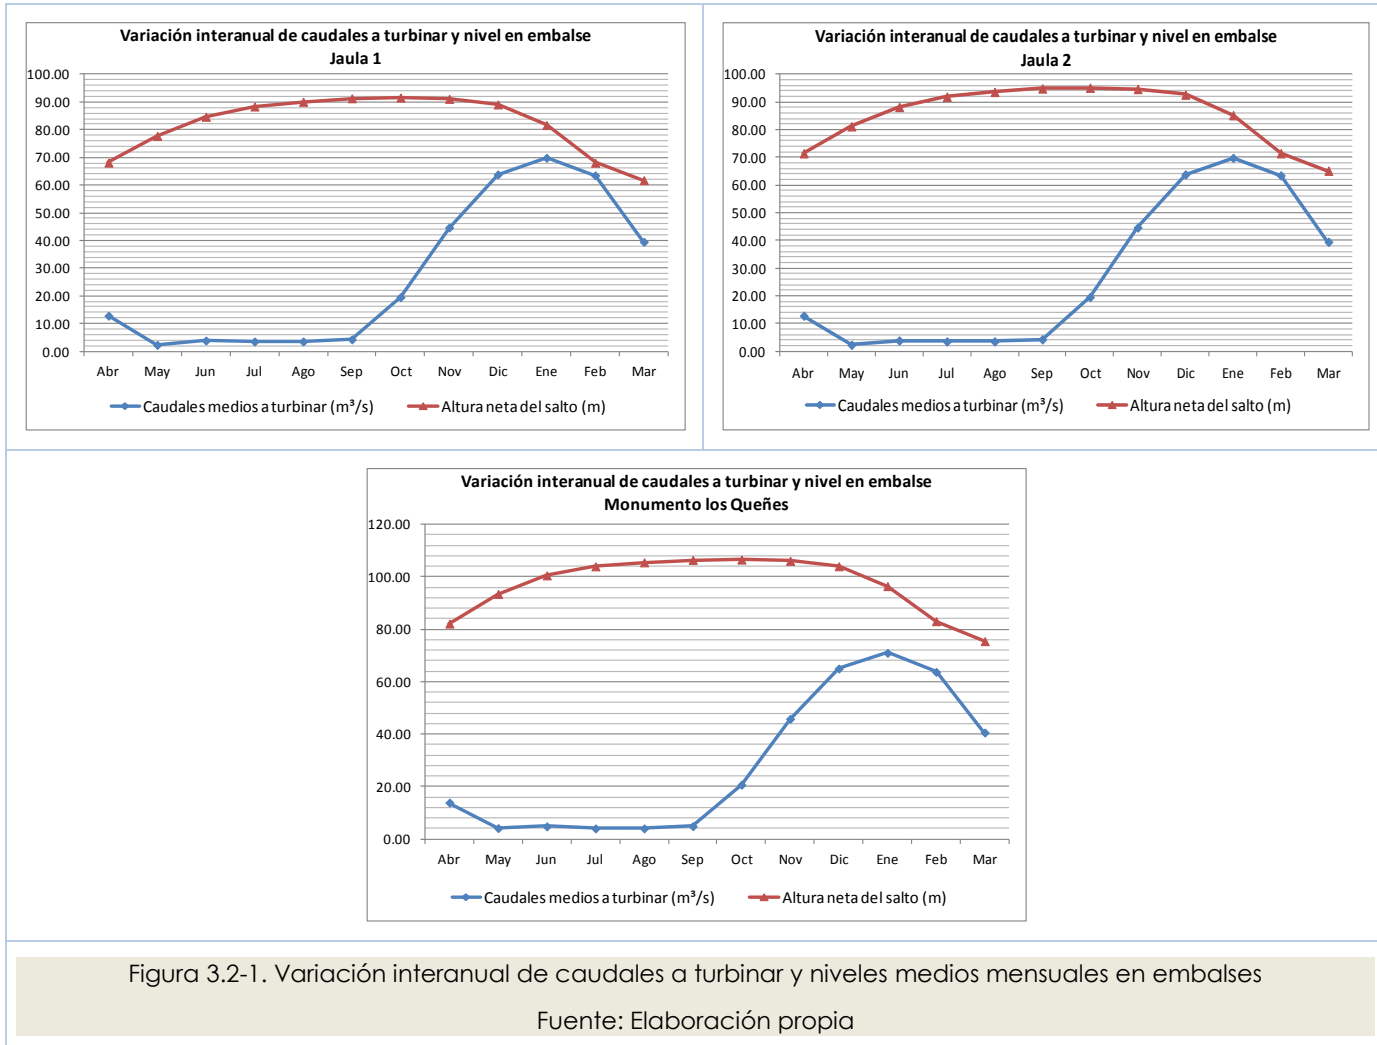 Variación interanual de caudales a turbinar y nivel en embalse
Jaula 1
100.00
90.00
80.00
70.00
60.00
50.00
40.00
30.00
20.00
10.00
0.00
Abr May Jun Jul Ago Sep Oct Nov Dic Ene Feb Mar
Caudales medios a turbinar (m³/s) Altura neta del salto (m)
Variación interanual de caudales a turbinar y nivel en embalse
Jaula 2
100.00
90.00
80.00
70.00
60.00
50.00
40.00
30.00
20.00
10.00
0.00
Abr May Jun Jul Ago Sep Oct Nov Dic Ene Feb Mar
Caudales medios a turbinar (m³/s) Altura neta del salto (m)
Variación interanual de caudales a turbinar y nivel en embalse
Monumento los Queñes
120.00
100.00
80.00
60.00
40.00
20.00
0.00
Abr May Jun Jul Ago Sep Oct Nov Dic Ene Feb Mar
Caudales medios a turbinar (m³/s) Altura neta del salto (m)
Figura 3.2-1. Variación interanual de caudales a turbinar y niveles medios mensuales en embalses
Fuente: Elaboración propia